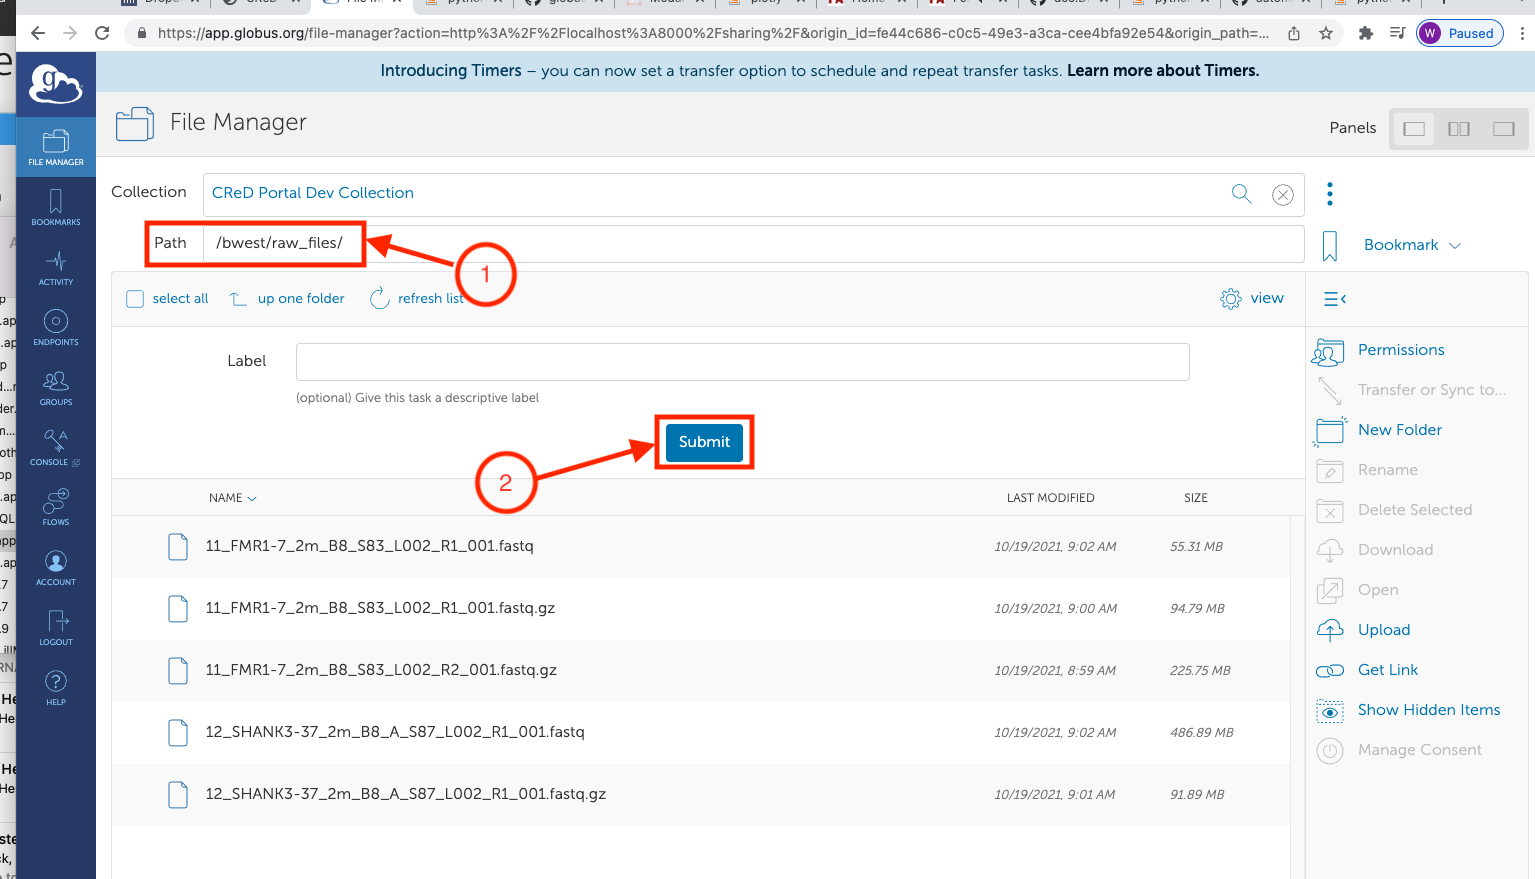 https://app.globus.org/file-manager?action=http%3A%2F%2Flocalhost%3A8000%2Fsharing%2F&origin_id=fe44c686-c0c5-49e3-a3ca-cee4bfa92e54&origin_path=...
W Paused
Introducing Timers – you can now set a transfer option to schedule and repeat transfer tasks. Learn more about Timers.
g
File Manager
Panels
FILE MANAGER
BOOKMARKS
ACTIVITY
ENDPOINTS
GROUPS
CONSOLE
FLOWS
ACCOUNT
LOGOUT
HELP
Collection CReD Portal Dev Collection
Path /bwest/raw_files/
Bookmark
1
select all up one folder refresh list view
Label
(optional) Give this task a descriptive label
Submit
2
NAME LAST MODIFIED SIZE
11_FMR1-7_2m_B8_S83_L002_R1_001.fastq 10/19/2021, 9:02 AM 55.31 MB
11_FMR1-7_2m_B8_S83_L002_R1_001.fastq.gz 10/19/2021, 9:00 AM 94.79 MB
11_FMR1-7_2m_B8_S83_L002_R2_001.fastq.gz 10/19/2021, 8:59 AM 225.75 MB
12_SHANK3-37_2m_B8_A_S87_L002_R1_001.fastq 10/19/2021, 9:02 AM 486.89 MB
12_SHANK3-37_2m_B8_A_S87_L002_R1_001.fastq.gz 10/19/2021, 9:01 AM 91.89 MB
Permissions
Transfer or Sync to...
New Folder
Rename
Delete Selected
Download
Open
Upload
Get Link
Show Hidden Items
Manage Consent